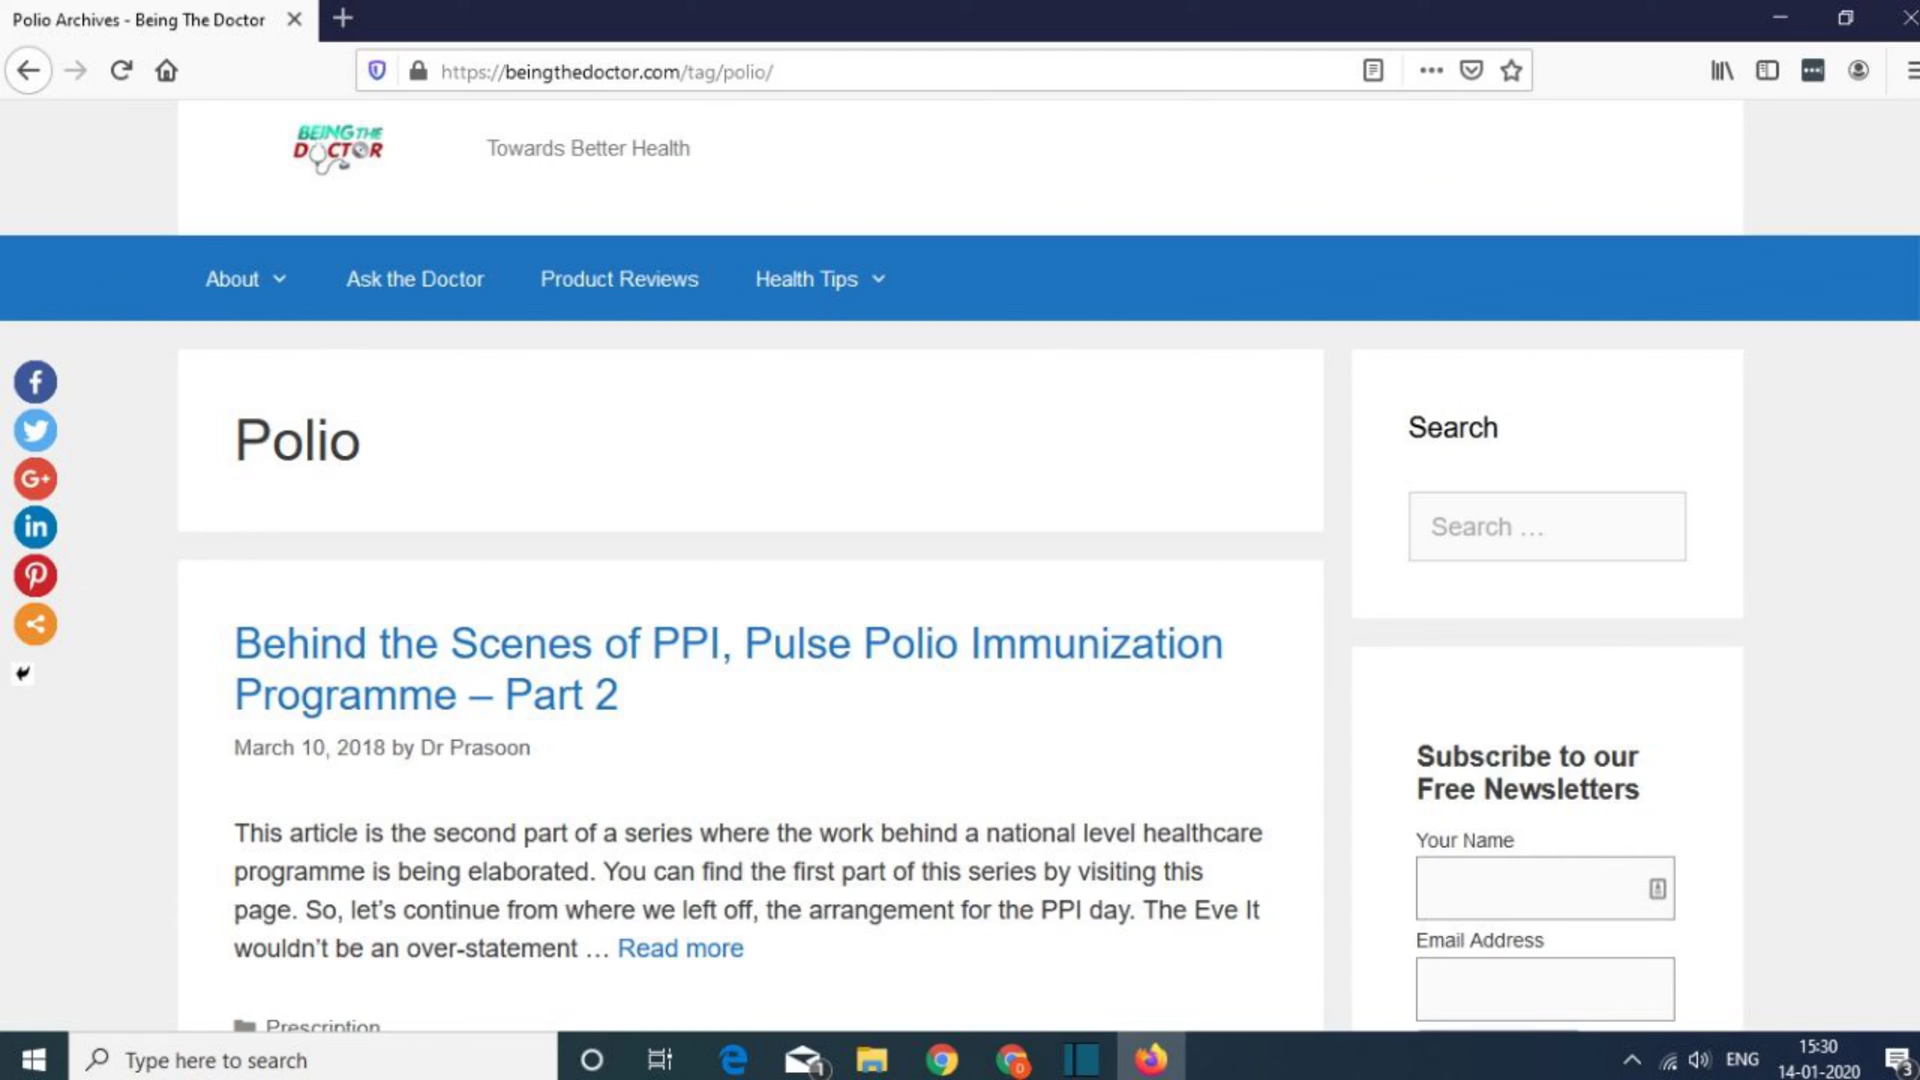 Polio Archives - Being The Doctor
https://beingthedoctor.com/tag/polio/
BEING THE
DOCTOR
Towards Better Health
About
Ask the Doctor
Product Reviews
Health Tips
Polio
Search
Search …
Behind the Scenes of PPI, Pulse Polio Immunization
Programme – Part 2
March 10, 2018 by Dr Prasoon
This article is the second part of a series where the work behind a national level healthcare
programme is being elaborated. You can find the first part of this series by visiting this
page. So, let’s continue from where we left off, the arrangement for the PPI day. The Eve It
wouldn’t be an over-statement … Read more
Prescription
Subscribe to our
Free Newsletters
Your Name
Email Address
Type here to search
1
0
ENG
15:30
14-01-2020
3